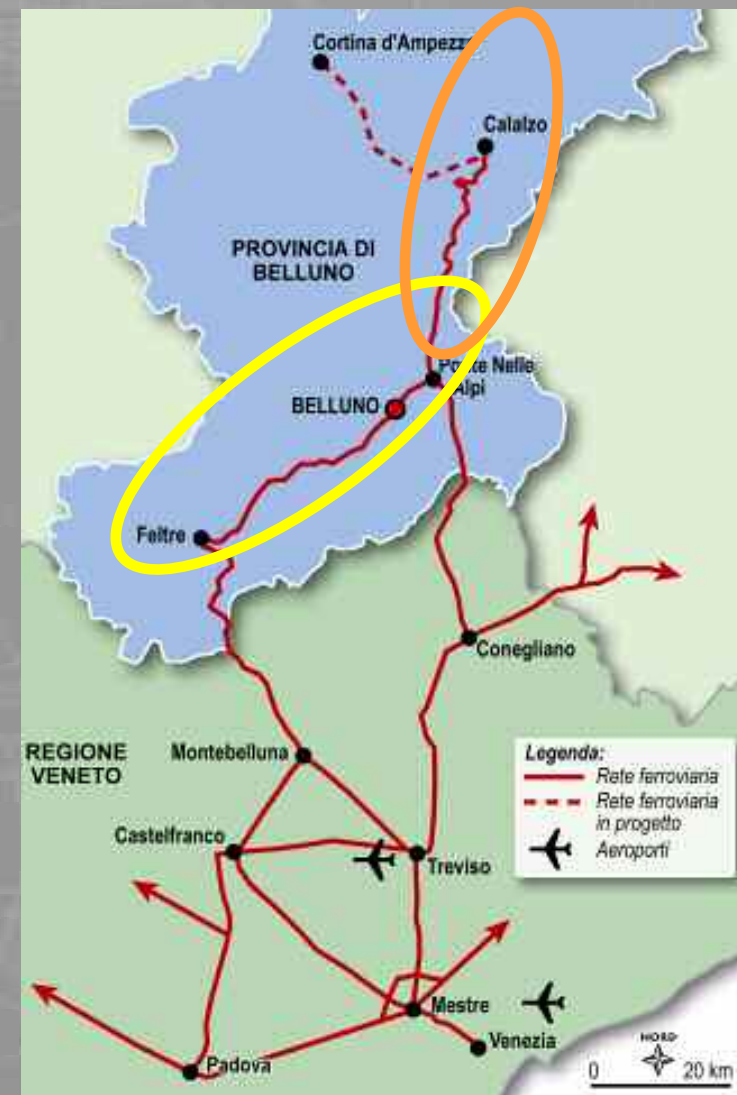 Cortina d'Ampezzo
Calalzo
PROVINCIA DI
BELLUNO
Ponte Nelle
Alpi
BELLUNO
Feltre
Conegliano
REGIONE
VENETO
Montebelluna
Legenda:
Rete ferroviaria
Rete ferroviaria
in progetto
Aeroporti
Castelfranco
Treviso
Mestre
Venezia
Padova
NORD
0 20 km